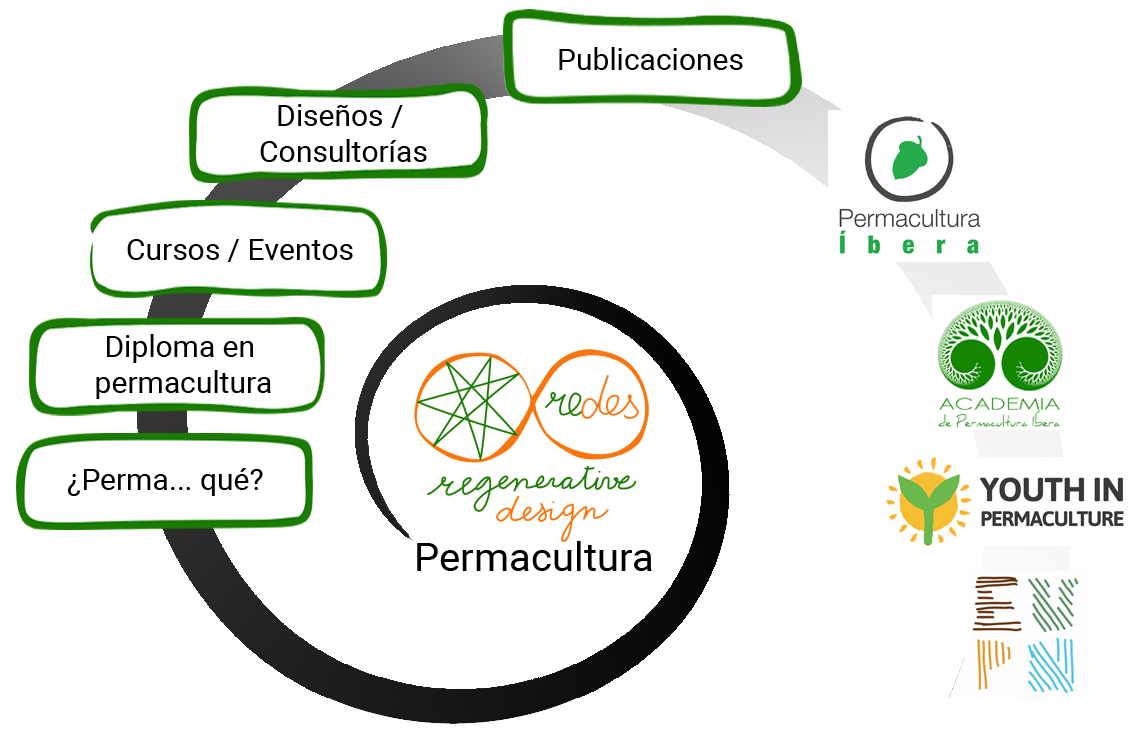 Publicaciones
Diseños /
Consultorías
Cursos / Eventos
Diploma en
permacultura
¿Perma... qué?
redes
regenerative
design
Permacultura
Permacultura
Íbera
ACADEMIA
de Permacultura Íbera
YOUTH IN
PERMACULTURE
EU
PN